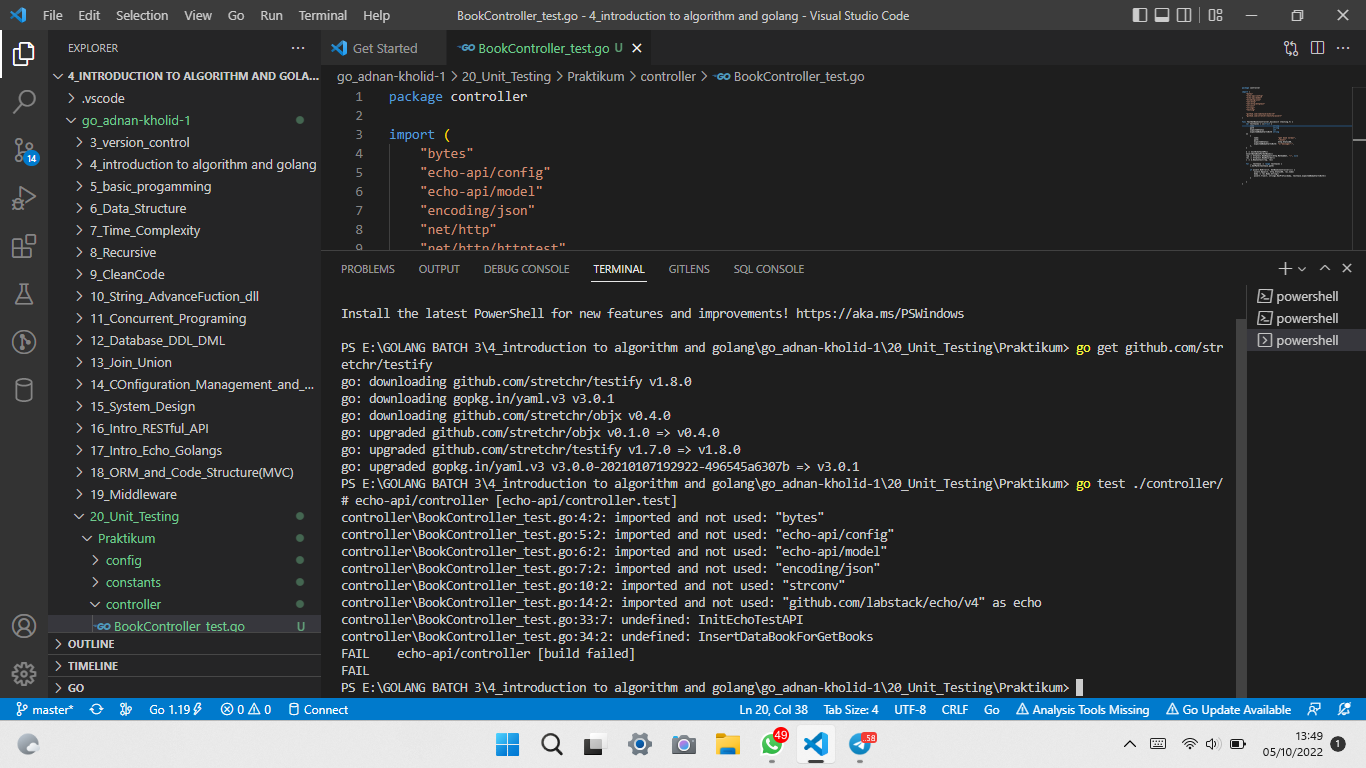 File Edit Selection View Go Run Terminal Help
BookController_test.go - 4_introduction to algorithm and golang - Visual Studio Code
EXPLORER
4_INTRODUCTION TO ALGORITHM AND GOLA...
.vscode
go_adnan-kholid-1
3_version_control
4_introduction to algorithm and golang
5_basic_progamming
6_Data_Structure
7_Time_Complexity
8_Recursive
9_CleanCode
10_String_AdvanceFuction_dll
11_Concurrent_Programing
12_Database_DDL_DML
13_Join_Union
14_COnfiguration_Management_and_...
15_System_Design
16_Intro_RESTful_API
17_Intro_Echo_Golangs
18_ORM_and_Code_Structure(MVC)
19_Middleware
20_Unit_Testing
Praktikum
config
constants
controller
BookController_test.go U
OUTLINE
TIMELINE
GO
14
Get Started
BookController_test.go U
go_adnan-kholid-1 > 20_Unit_Testing > Praktikum > controller > BookController_test.go
1 package controller
2
3 import (
4 "bytes"
5 "echo-api/config"
6 "echo-api/model"
7 "encoding/json"
8 "net/http"
9 "net/http/httptest"
PROBLEMS OUTPUT DEBUG CONSOLE TERMINAL GITLENS SQL CONSOLE
powershell
powershell
powershell
Install the latest PowerShell for new features and improvements! https://aka.ms/PSWindows
PS E:\GOLANG BATCH 3\4_introduction to algorithm and golang\go_adnan-kholid-1\20_Unit_Testing\Praktikum> go get github.com/str
etchr/testify
go: downloading github.com/stretchr/testify v1.8.0
go: downloading gopkg.in/yaml.v3 v3.0.1
go: downloading github.com/stretchr/objx v0.4.0
go: upgraded github.com/stretchr/objx v0.1.0 => v0.4.0
go: upgraded github.com/stretchr/testify v1.7.0 => v1.8.0
go: upgraded gopkg.in/yaml.v3 v3.0.0-20210107192922-496545a6307b => v3.0.1
PS E:\GOLANG BATCH 3\4_introduction to algorithm and golang\go_adnan-kholid-1\20_Unit_Testing\Praktikum> go test ./controller/
# echo-api/controller [echo-api/controller.test]
controller\BookController_test.go:4:2: imported and not used: "bytes"
controller\BookController_test.go:5:2: imported and not used: "echo-api/config"
controller\BookController_test.go:6:2: imported and not used: "echo-api/model"
controller\BookController_test.go:7:2: imported and not used: "encoding/json"
controller\BookController_test.go:10:2: imported and not used: "strconv"
controller\BookController_test.go:14:2: imported and not used: "github.com/labstack/echo/v4" as echo
controller\BookController_test.go:33:7: undefined: InitEchoTestAPI
controller\BookController_test.go:34:2: undefined: InsertDataBookForGetBooks
FAIL echo-api/controller [build failed]
FAIL
PS E:\GOLANG BATCH 3\4_introduction to algorithm and golang\go_adnan-kholid-1\20_Unit_Testing\Praktikum>
master* Go 1.19 0 0 Connect
Ln 20, Col 38 Tab Size: 4 UTF-8 CRLF Go Analysis Tools Missing Go Update Available
49
58
13:49
05/10/2022
1